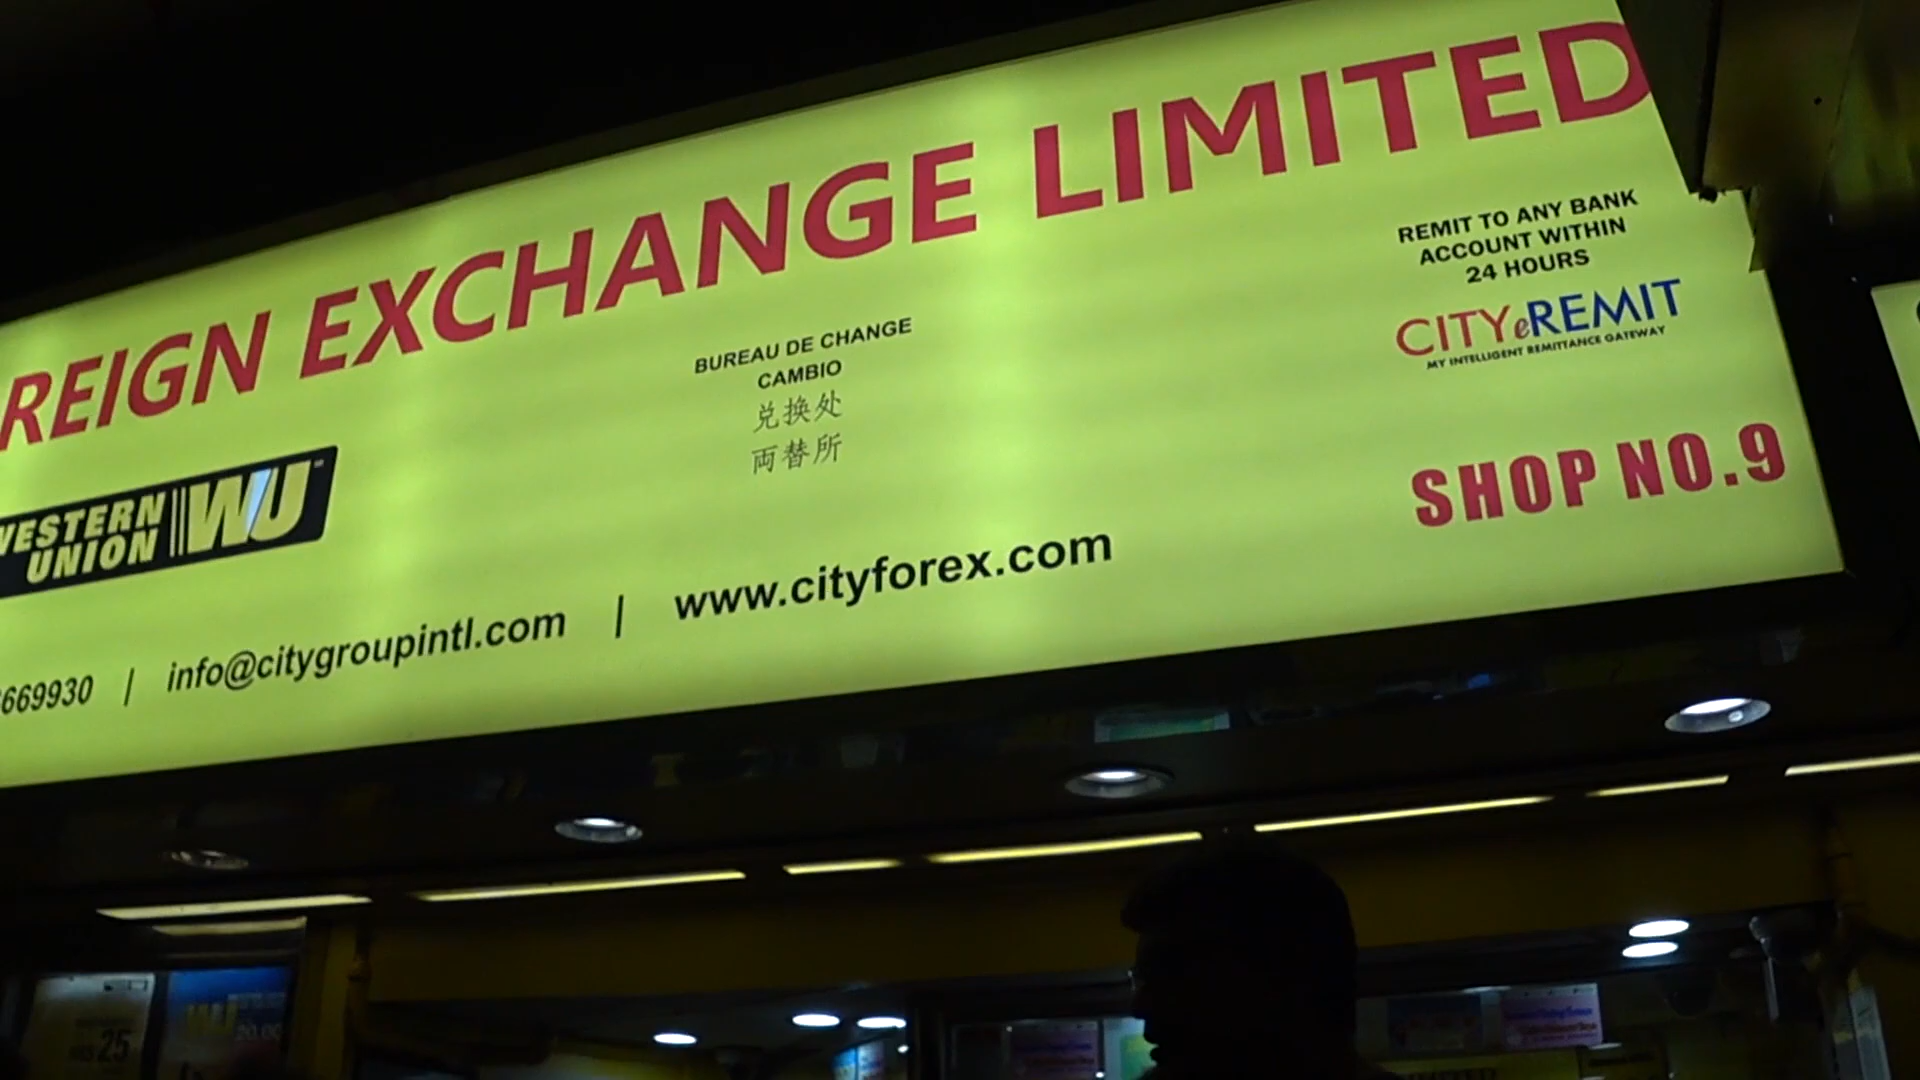 REIGN EXCHANGE LIMITED
REMIT TO ANY BANK
ACCOUNT WITHIN
24 HOURS
CITYeREMIT
MY INTELLIGENT REMITTANCE GATEWAY
BUREAU DE CHANGE
CAMBIO
兑换处
両替所
WESTERN
UNION WU
SHOP NO.9
669930 | info@citygroupintl.com | www.cityforex.com
25